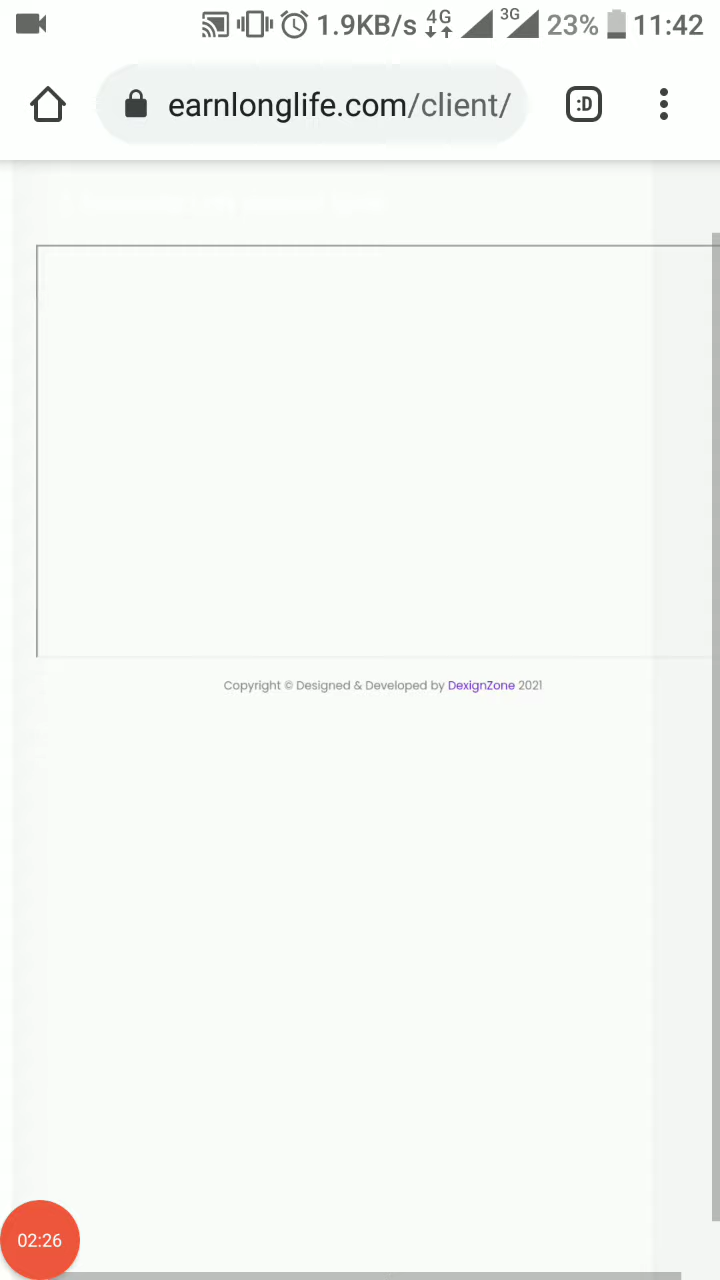 1.9KB/s 4G 3G 23% 11:42
earnlonglife.com/client/
:D
Copyright © Designed & Developed by DexignZone 2021
02:26